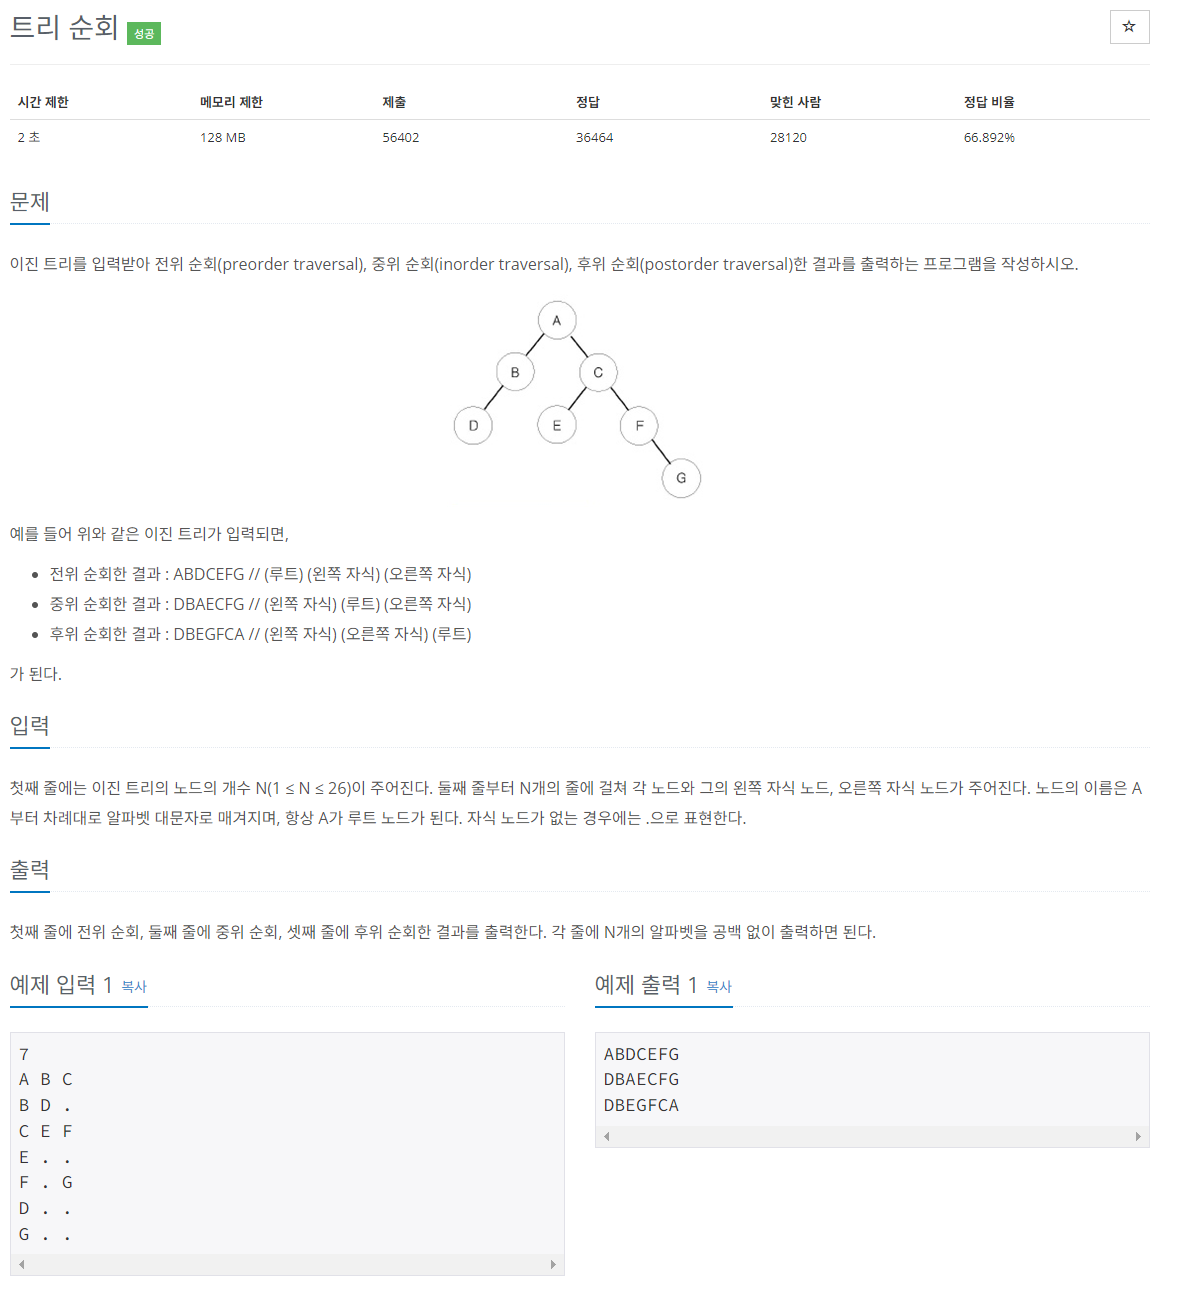 트리 순회 성공
☆
시간 제한 메모리 제한 제출 정답 맞힌 사람 정답 비율
2 초 128 MB 56402 36464 28120 66.892%
문제
이진 트리를 입력받아 전위 순회(preorder traversal), 중위 순회(inorder traversal), 후위 순회(postorder traversal)한 결과를 출력하는 프로그램을 작성하시오.
A
B C
D E F
G
예를 들어 위와 같은 이진 트리가 입력되면,
• 전위 순회한 결과 : ABDCEFG // (루트) (왼쪽 자식) (오른쪽 자식)
• 중위 순회한 결과 : DBAECFG // (왼쪽 자식) (루트) (오른쪽 자식)
• 후위 순회한 결과 : DBEGFCA // (왼쪽 자식) (오른쪽 자식) (루트)
가 된다.
입력
첫째 줄에는 이진 트리의 노드의 개수 N(1 ≤ N ≤ 26)이 주어진다. 둘째 줄부터 N개의 줄에 걸쳐 각 노드와 그의 왼쪽 자식 노드, 오른쪽 자식 노드가 주어진다. 노드의 이름은 A
부터 차례대로 알파벳 대문자로 매겨지며, 항상 A가 루트 노드가 된다. 자식 노드가 없는 경우에는 .으로 표현한다.
출력
첫째 줄에 전위 순회, 둘째 줄에 중위 순회, 셋째 줄에 후위 순회한 결과를 출력한다. 각 줄에 N개의 알파벳을 공백 없이 출력하면 된다.
예제 입력 1 복사
7
A B C
B D .
C E F
E . .
F . G
D . .
G . .
예제 출력 1 복사
ABDCEFG
DBAECFG
DBEGFCA